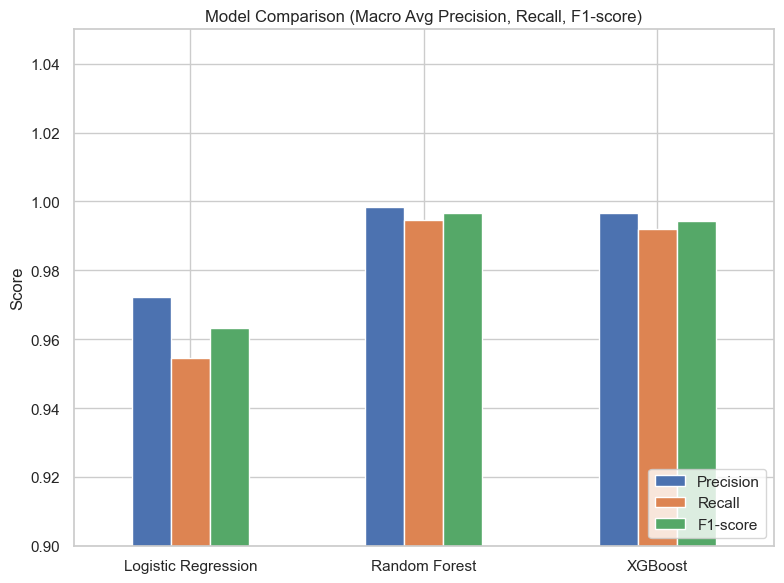 Model Comparison (Macro Avg Precision, Recall, F1-score)
1.04
1.02
1.00
0.98
0.96
0.94
0.92
0.90
Score
Precision
Recall
F1-score
Logistic Regression
Random Forest
XGBoost